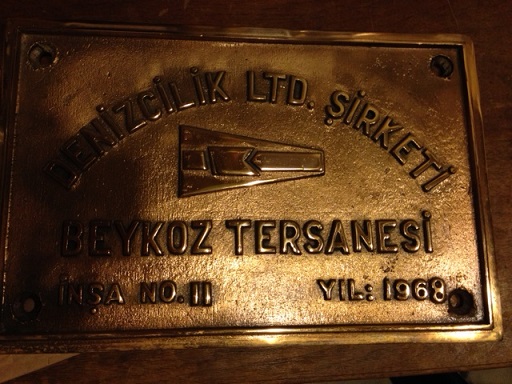 DENİZCİLİK LTD. ŞİRKETİ
BEYKOZ TERSANESİ
İNŞA NO. 11 YIL: 1968